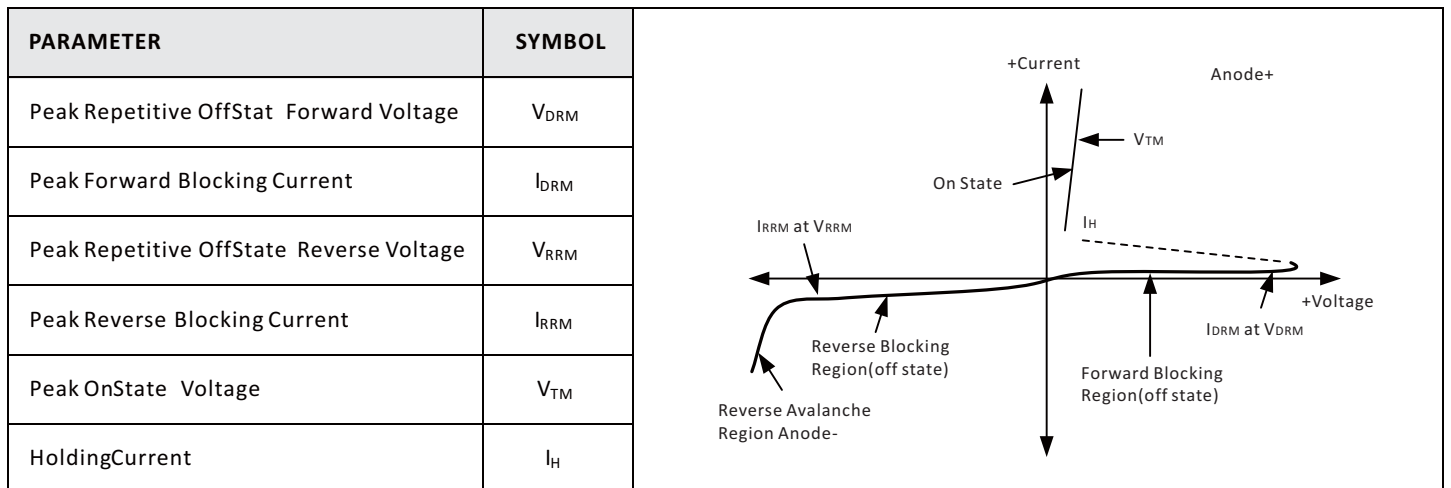 PARAMETER SYMBOL
Peak Repetitive OffStat Forward Voltage VDRM
Peak Forward Blocking Current IDRM
Peak Repetitive OffState Reverse Voltage VRRM
Peak Reverse Blocking Current IRRM
Peak OnState Voltage VTM
HoldingCurrent IH
+Current
Anode+
VTM
On State
IH
IRRM at VRRM
+Voltage
IDRM at VDRM
Reverse Blocking
Region(off state)
Forward Blocking
Region(off state)
Reverse Avalanche
Region Anode-